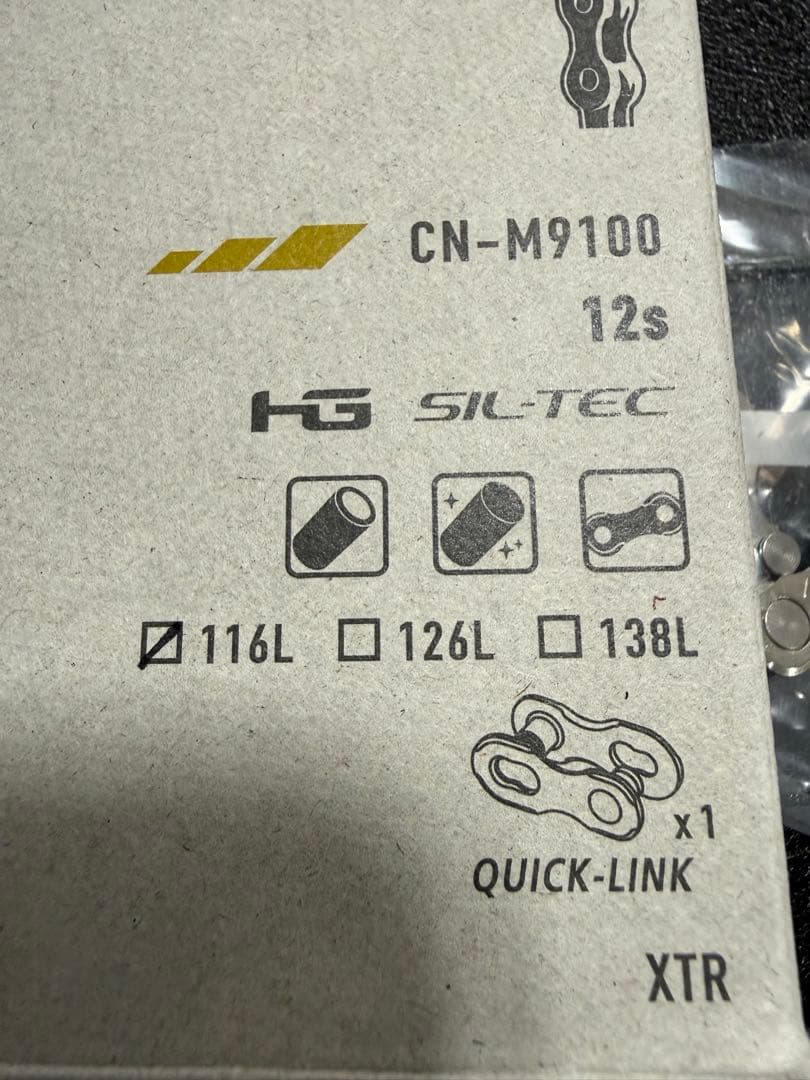 CN-M9100
12s
HG SIL-TEC
116L 126L 138L
x1
QUICK-LINK
XTR